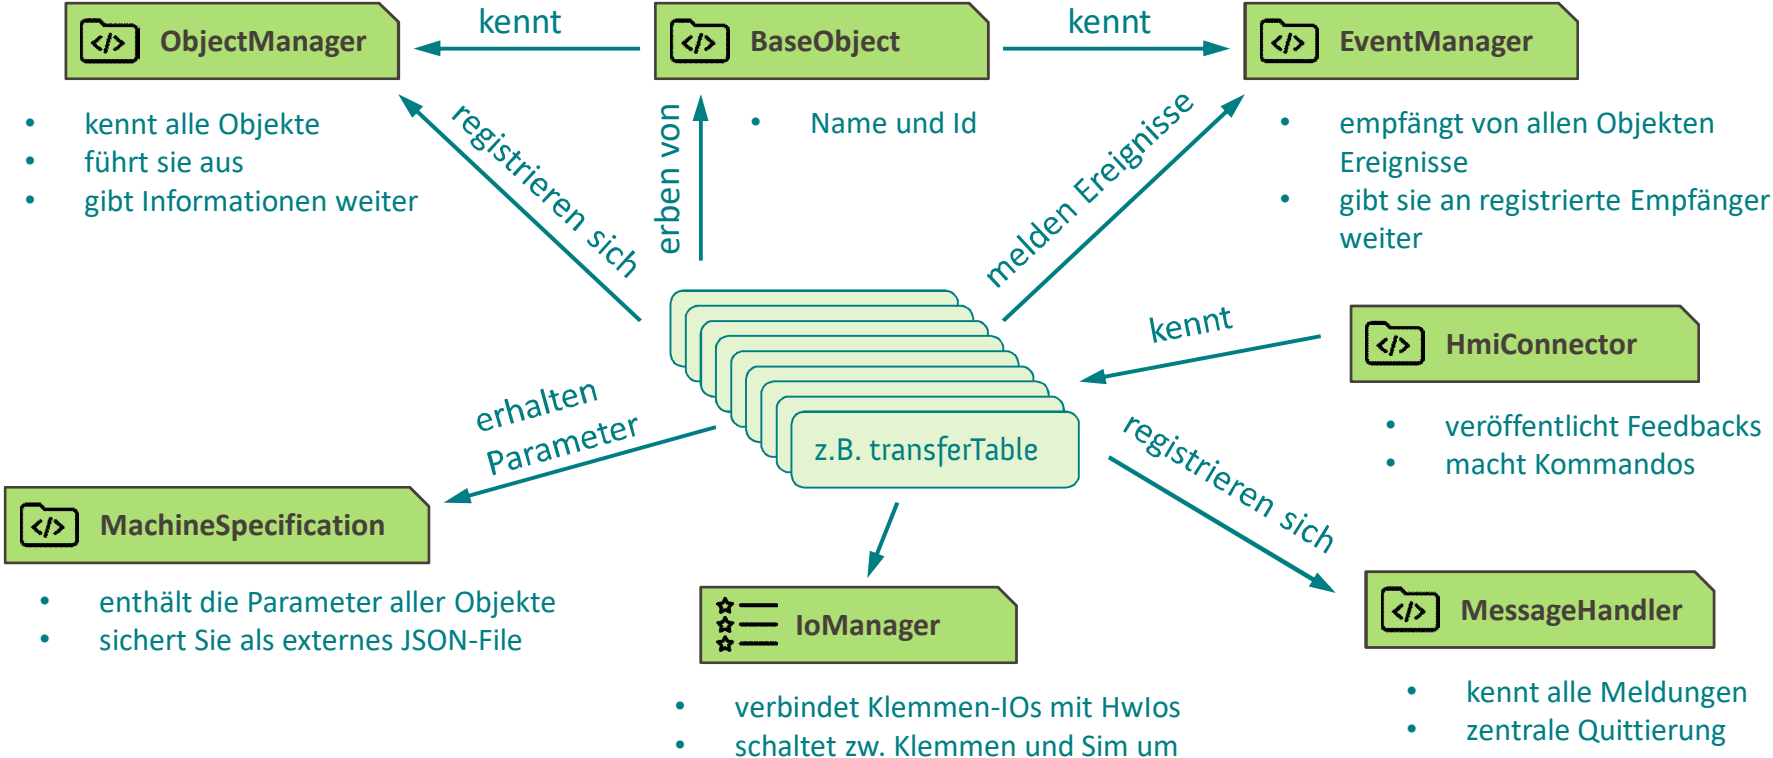 kennt
kennt
</> ObjectManager
</> BaseObject
</> EventManager
• kennt alle Objekte
• führt sie aus
• gibt Informationen weiter
registrieren sich
erben von
• Name und Id
melden Ereignisse
• empfängt von allen Objekten
Ereignisse
• gibt sie an registrierte Empfänger
weiter
kennt
</> HmiConnector
• veröffentlicht Feedbacks
• macht Kommandos
erhalten
Parameter
z.B. transferTable
registrieren sich
</> MachineSpecification
• enthält die Parameter aller Objekte
• sichert Sie als externes JSON-File
IoManager
• verbindet Klemmen-IOs mit HwIos
• schaltet zw. Klemmen und Sim um
</> MessageHandler
• kennt alle Meldungen
• zentrale Quittierung